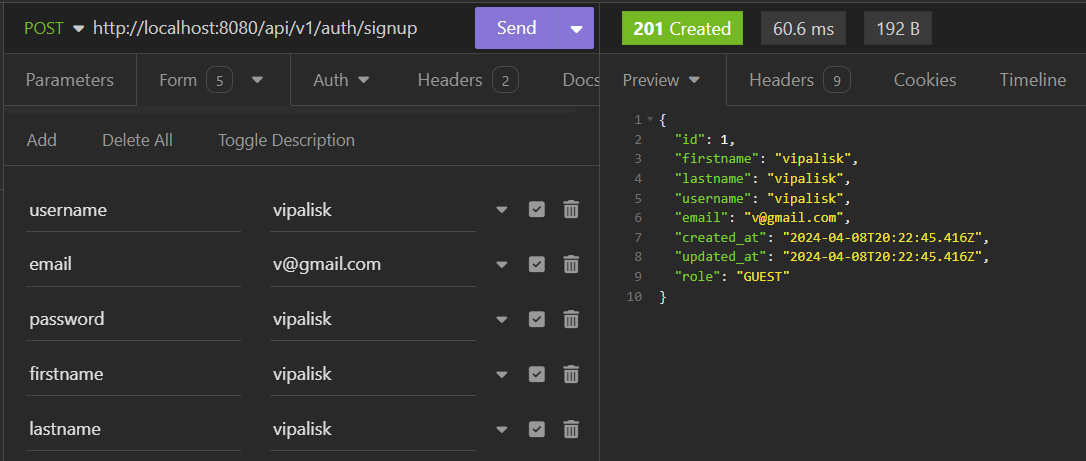 POST http://localhost:8080/api/v1/auth/signup Send
Parameters Form 5 Auth Headers 2 Docs
Add Delete All Toggle Description
username vipalisk
email v@gmail.com
password vipalisk
firstname vipalisk
lastname vipalisk
201 Created 60.6 ms 192 B
Preview Headers 9 Cookies Timeline
1 {
2 "id": 1,
3 "firstname": "vipalisk",
4 "lastname": "vipalisk",
5 "username": "vipalisk",
6 "email": "v@gmail.com",
7 "created_at": "2024-04-08T20:22:45.416Z",
8 "updated_at": "2024-04-08T20:22:45.416Z",
9 "role": "GUEST"
10 }